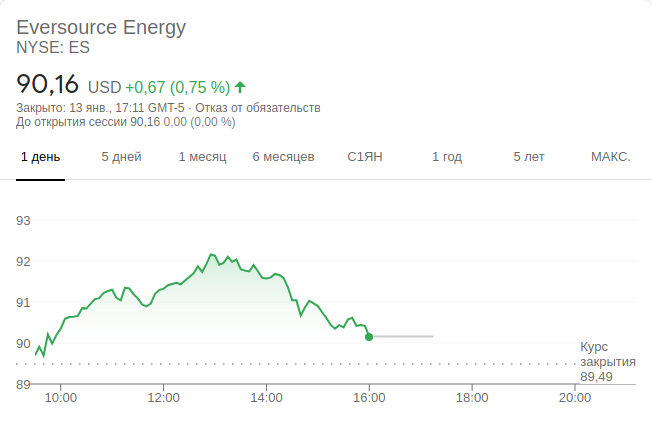 Eversource Energy
NYSE: ES
90,16 USD +0,67 (0,75 %)
Закрыто: 13 янв., 17:11 GMT-5 · Отказ от обязательств
До открытия сессии 90,16 0,00 (0,00 %)
1 день 5 дней 1 месяц 6 месяцев С1ЯН 1 год 5 лет МАКС.
93
92
91
90
Курс
закрытия
89,49
89
10:00 12:00 14:00 16:00 18:00 20:00